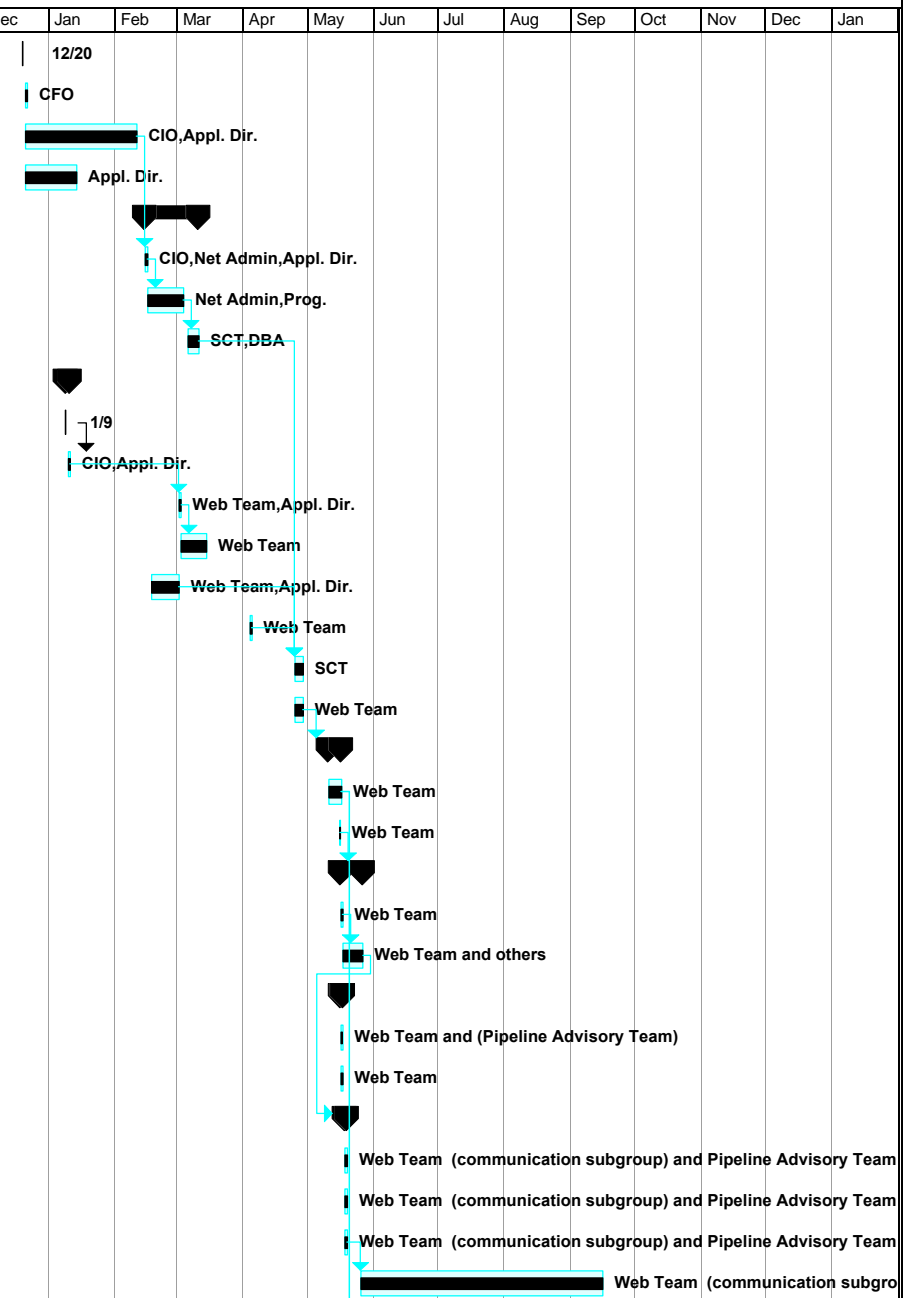 ec Jan Feb Mar Apr May Jun Jul Aug Sep Oct Nov Dec Jan
12/20
CFO
CIO,Appl. Dir.
Appl. Dir.
CIO,Net Admin,Appl. Dir.
Net Admin,Prog.
SCT,DBA
1/9
CIO,Appl. Dir.
Web Team,Appl. Dir.
Web Team
Web Team,Appl. Dir.
Web Team
SCT
Web Team
Web Team
Web Team
Web Team
Web Team and others
Web Team and (Pipeline Advisory Team)
Web Team
Web Team (communication subgroup) and Pipeline Advisory Team
Web Team (communication subgroup) and Pipeline Advisory Team
Web Team (communication subgroup) and Pipeline Advisory Team
Web Team (communication subgro